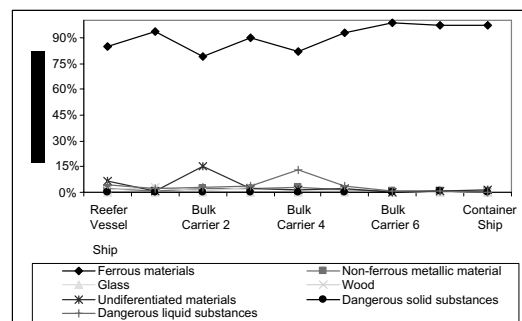 90%
75%
60%
45%
30%
15%
0%
Reefer Vessel
Bulk Carrier 2
Bulk Carrier 4
Bulk Carrier 6
Container Ship
Ship
Ferrous materials
Non-ferrous metallic material
Glass
Wood
Undiferentiated materials
Dangerous solid substances
Dangerous liquid substances